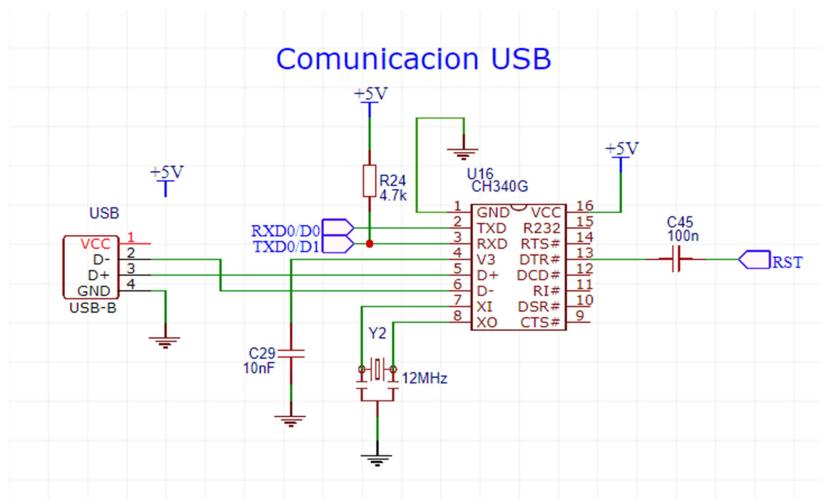 Comunicacion USB
+5V
+5V
+5V
R24
4.7k
U16
CH340G
USB
VCC 1
D- 2
D+ 3
GND 4
USB-B
RXD0/D0
TXD0/D1
1 GND VCC 16
2 TXD R232 15
3 RXD RTS# 14
4 V3 DTR# 13
5 D+ DCD# 12
6 D- RI# 11
7 XI DSR# 10
8 XO CTS# 9
C45
100n
RST
C29
10nF
Y2
12MHz